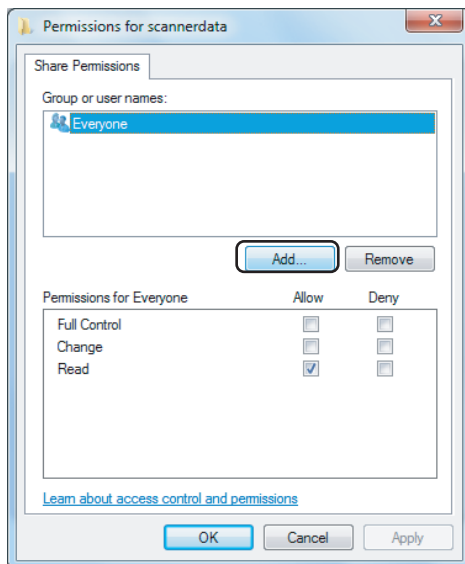 Permissions for scannerdata
Share Permissions
Group or user names:
Everyone
Add... Remove
Permissions for Everyone Allow Deny
Full Control
Change
Read
Learn about access control and permissions
OK Cancel Apply